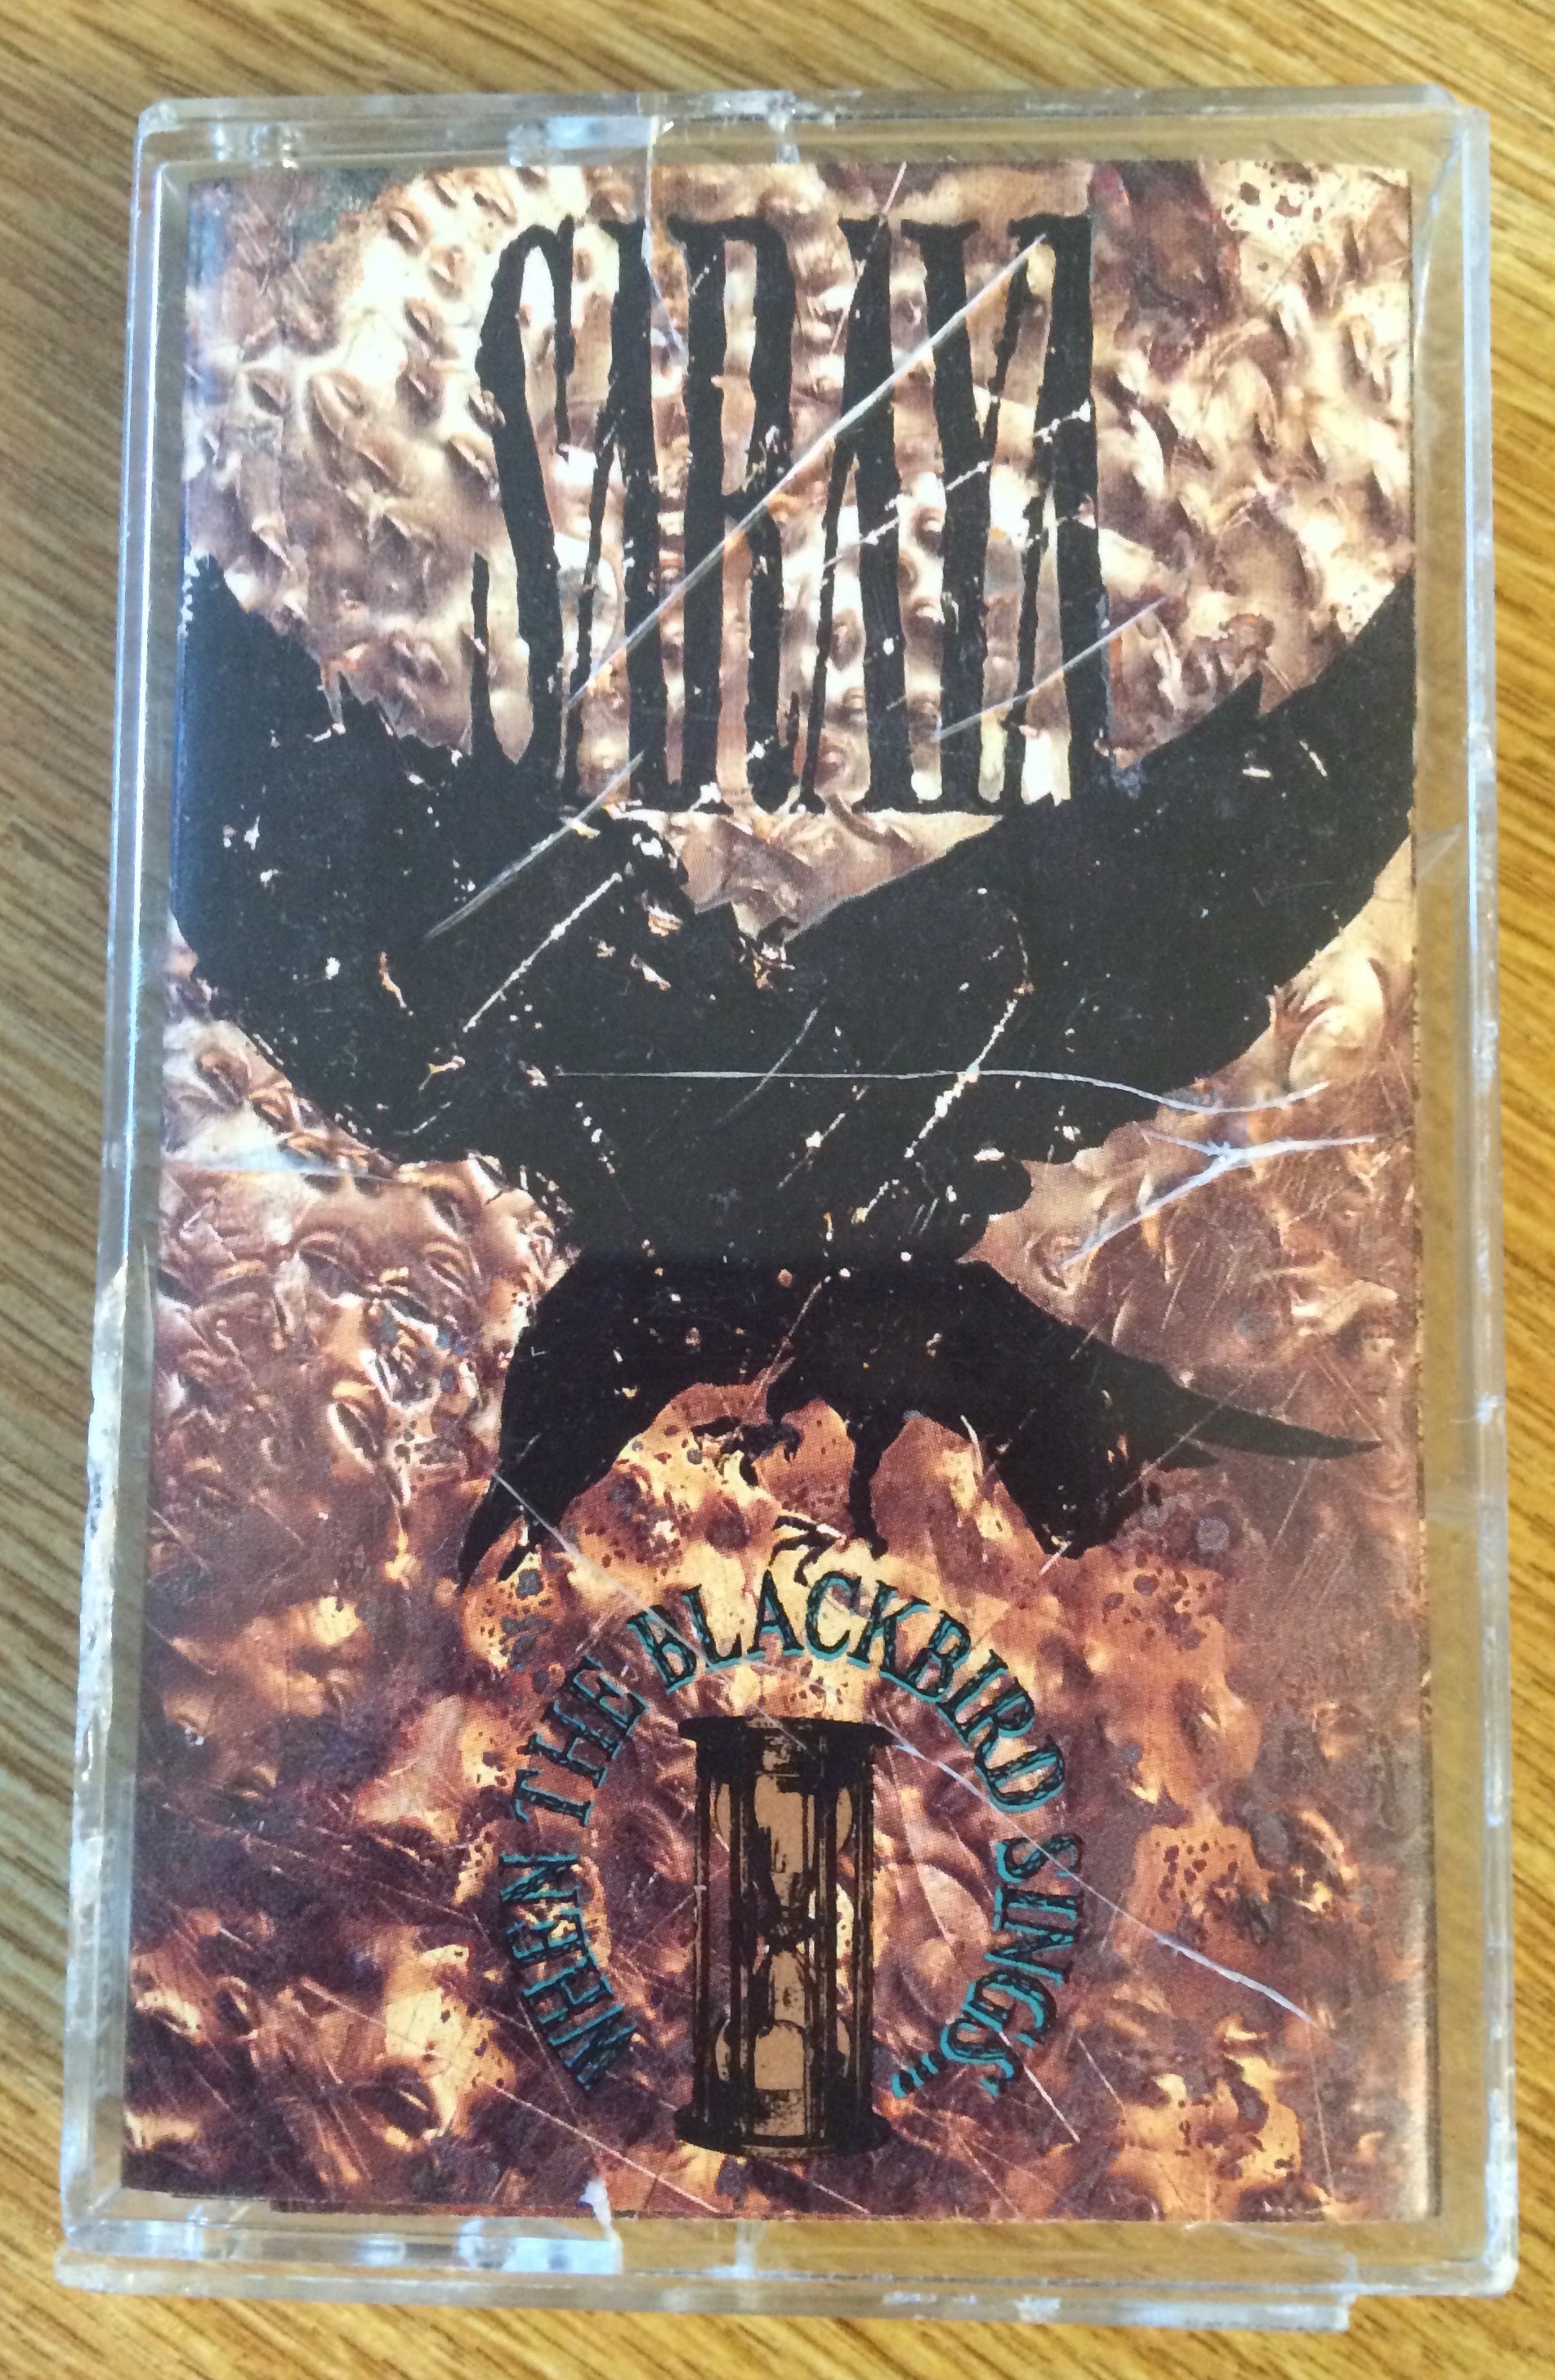 SARAYA
WHEN THE BLACKBIRD SINGS...